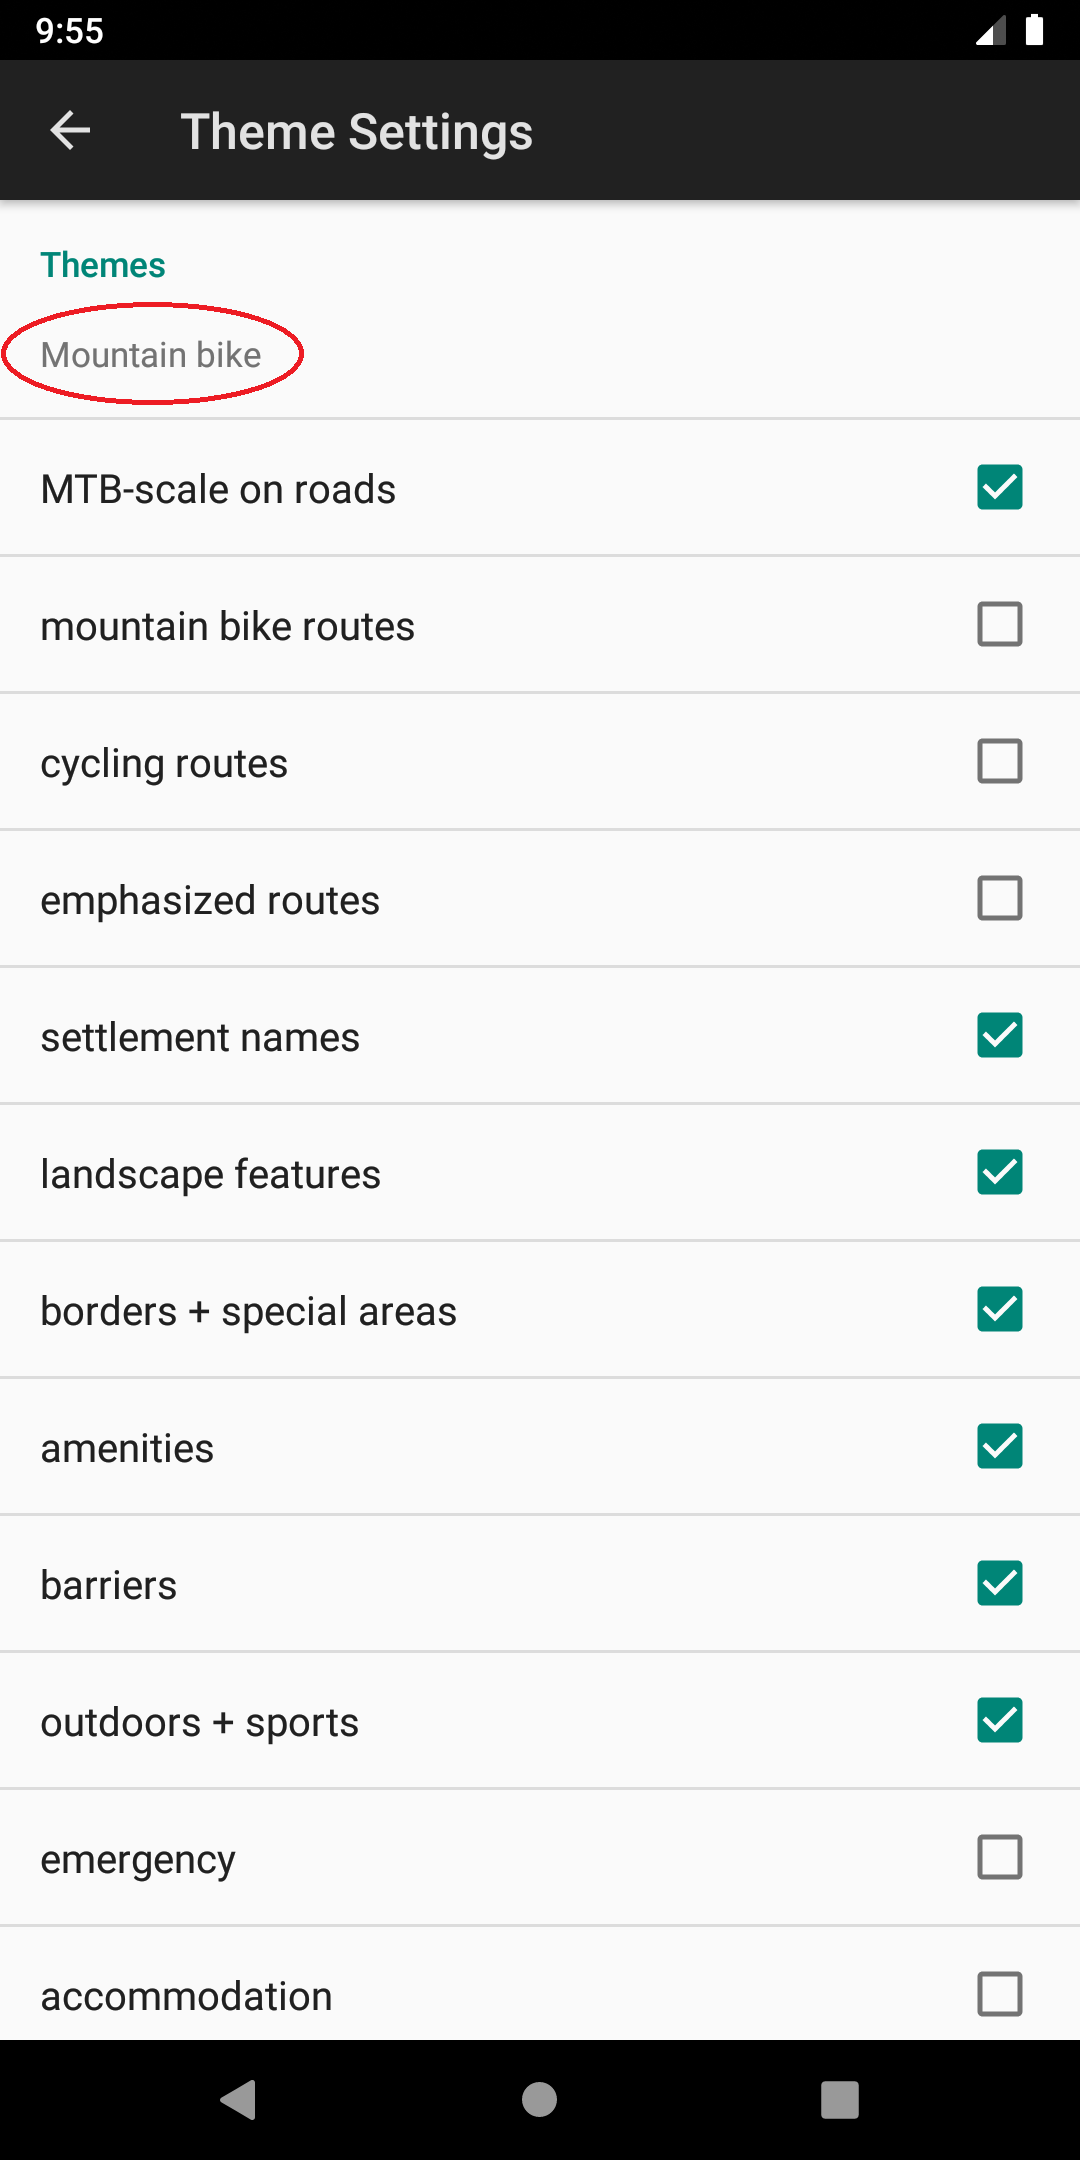 9:55
Theme Settings
Themes
Mountain bike
MTB-scale on roads
mountain bike routes
cycling routes
emphasized routes
settlement names
landscape features
borders + special areas
amenities
barriers
outdoors + sports
emergency
accommodation